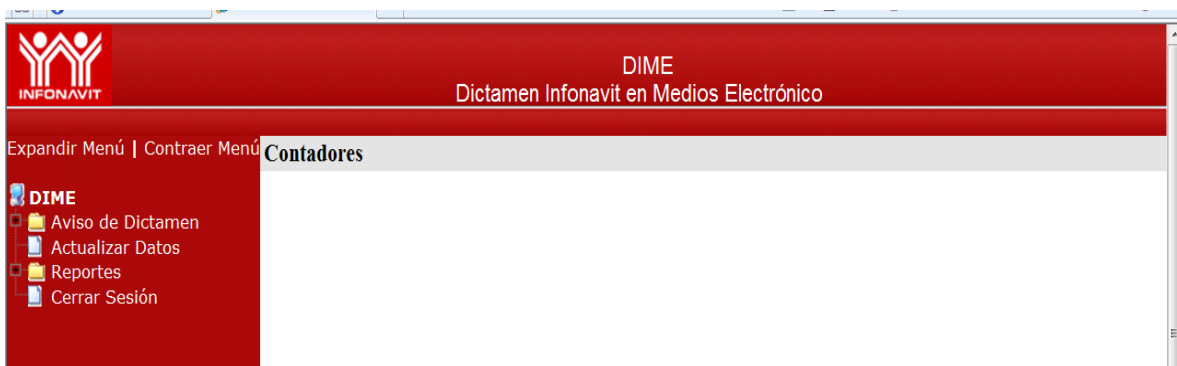 INFONAVIT
DIME
Dictamen Infonavit en Medios Electrónico
Expandir Menú | Contraer Menú
Contadores
DIME
Aviso de Dictamen
Actualizar Datos
Reportes
Cerrar Sesión